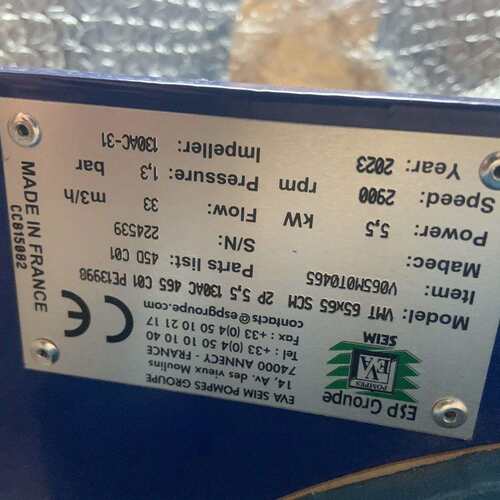 E&P Groupe
POMPES
EVA
SEIM
EVA SEIM POMPES GROUPE
14, Av. des vieux Moulins
74000 ANNECY - FRANCE
Tel : +33 (0)4 50 10 10 40
Fax : +33 (0)4 50 10 21 17
contacts@espgroupe.com
CE
Model: VMT 65x65 SCM 2P 5,5 130AC 465 C01 PE13998
Item: V065M0T0465
Parts list: 45D C01
Mabec:
S/N: 224539
Power: 5,5 kW
Flow: 33 m3/h
Speed: 2900 rpm
Pressure: 1,3 bar
Year: 2023
Impeller: 130AC-31
MADE IN FRANCE
CC815082